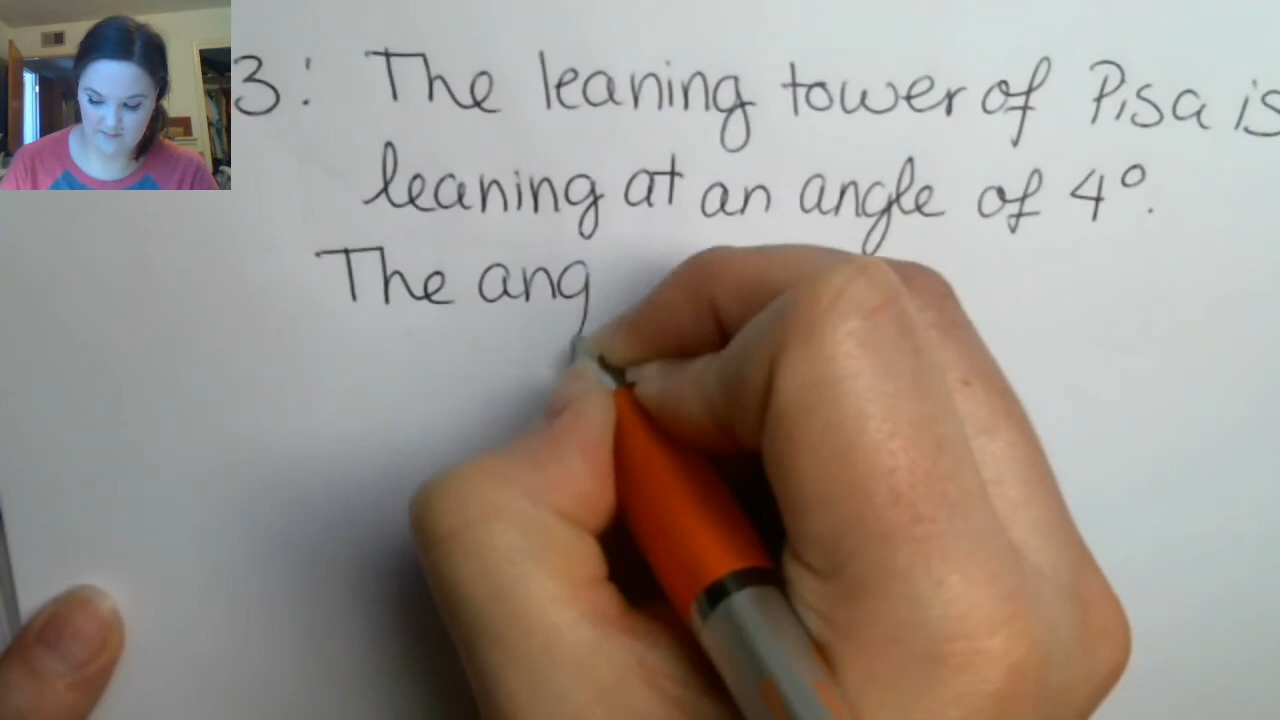 3: The leaning tower of Pisa is
leaning at an angle of 4°.
The ang